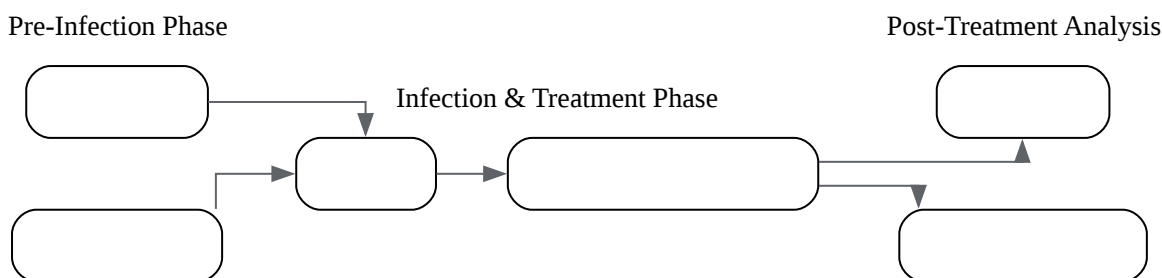 Pre-Infection Phase
Post-Treatment Analysis
Infection & Treatment Phase